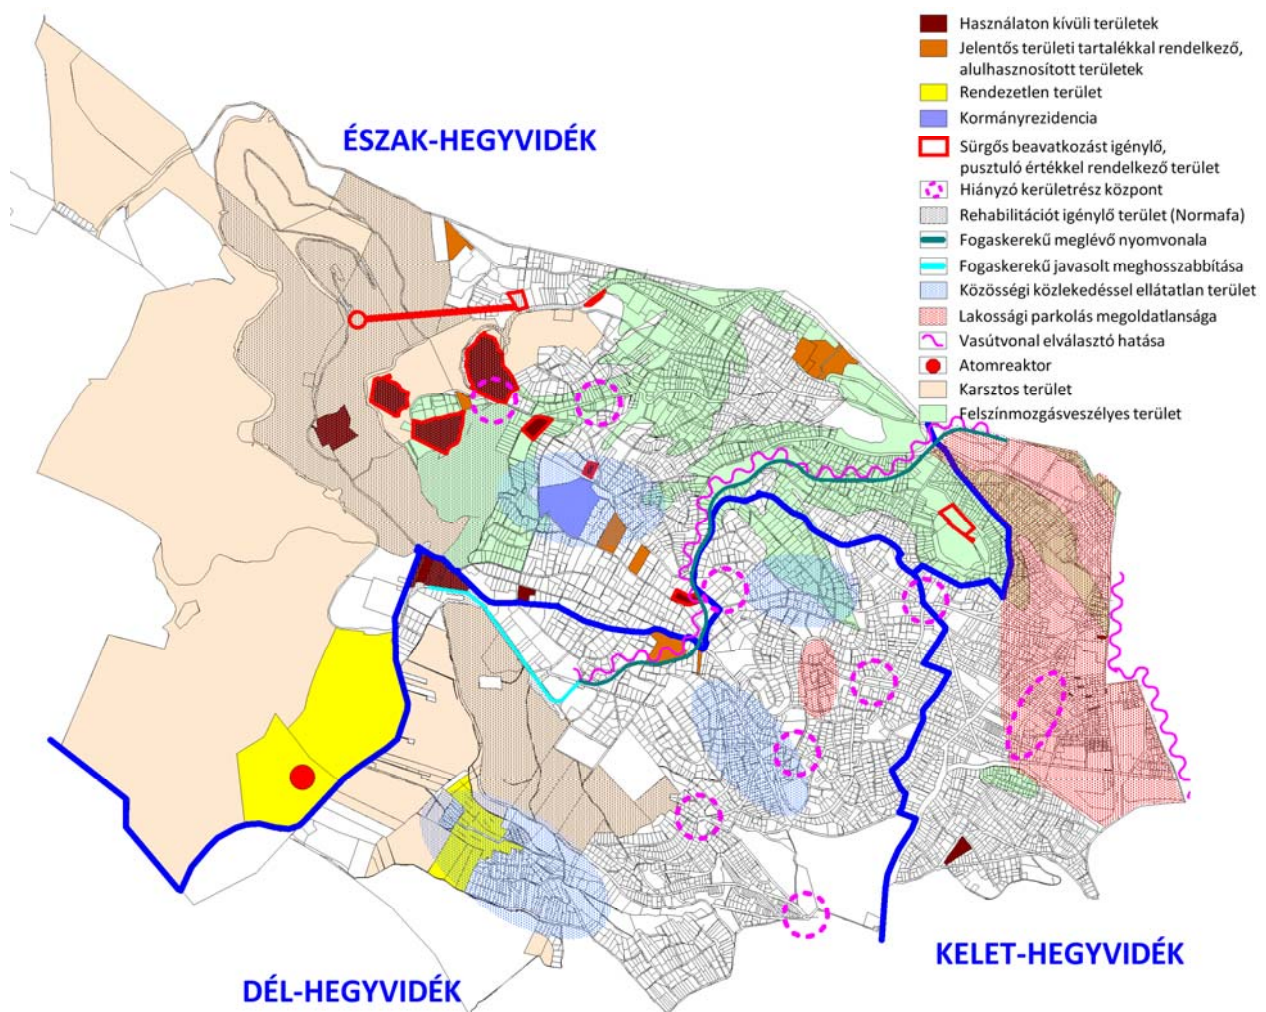 Használaton kívüli területek
Jelentős területi tartalékkal rendelkező,
alulhasznosított területek
Rendezetlen terület
Kormányrezidencia
Sürgős beavatkozást igénylő,
pusztuló értékkel rendelkező terület
Hiányzó kerületrész központ
Rehabilitációt igénylő terület (Normafa)
Fogaskerekű meglévő nyomvonala
Fogaskerekű javasolt meghosszabbítása
Közösségi közlekedéssel ellátatlan terület
Lakossági parkolás megoldatlansága
Vasútvonal elválasztó hatása
Atomreaktor
Karsztos terület
Felszínmozgásveszélyes terület
ÉSZAK-HEGYVIDÉK
KELET-HEGYVIDÉK
DÉL-HEGYVIDÉK